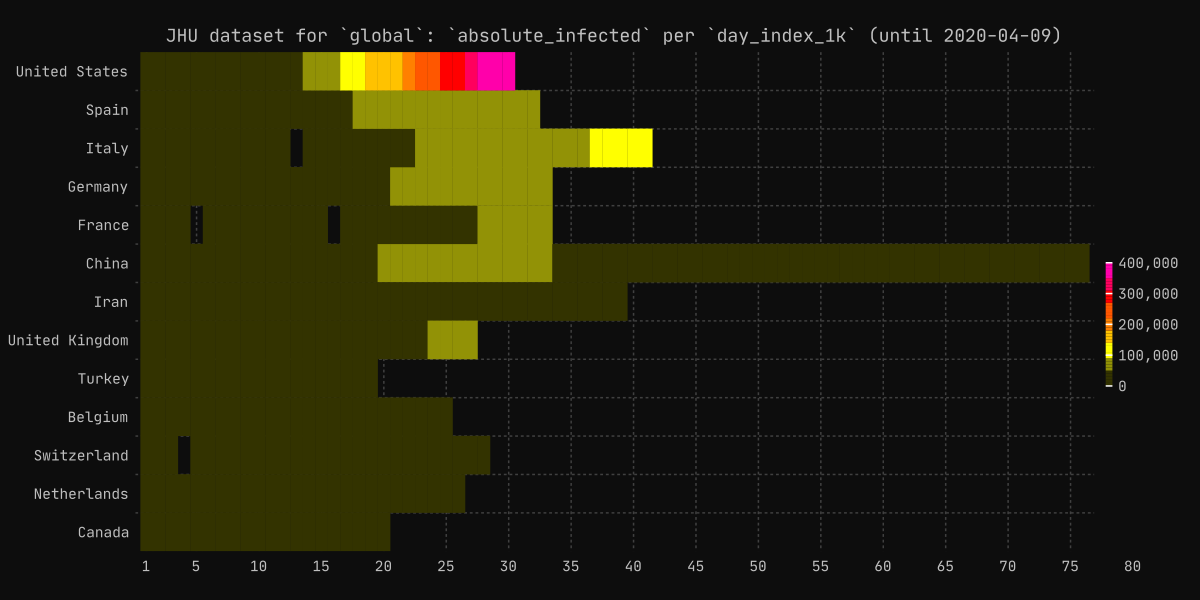 JHU dataset for `global`: `absolute_infected` per `day_index_1k` (until 2020-04-09)
United States
Spain
Italy
Germany
France
China
Iran
United Kingdom
Turkey
Belgium
Switzerland
Netherlands
Canada
400,000
300,000
200,000
100,000
0
1 5 10 15 20 25 30 35 40 45 50 55 60 65 70 75 80